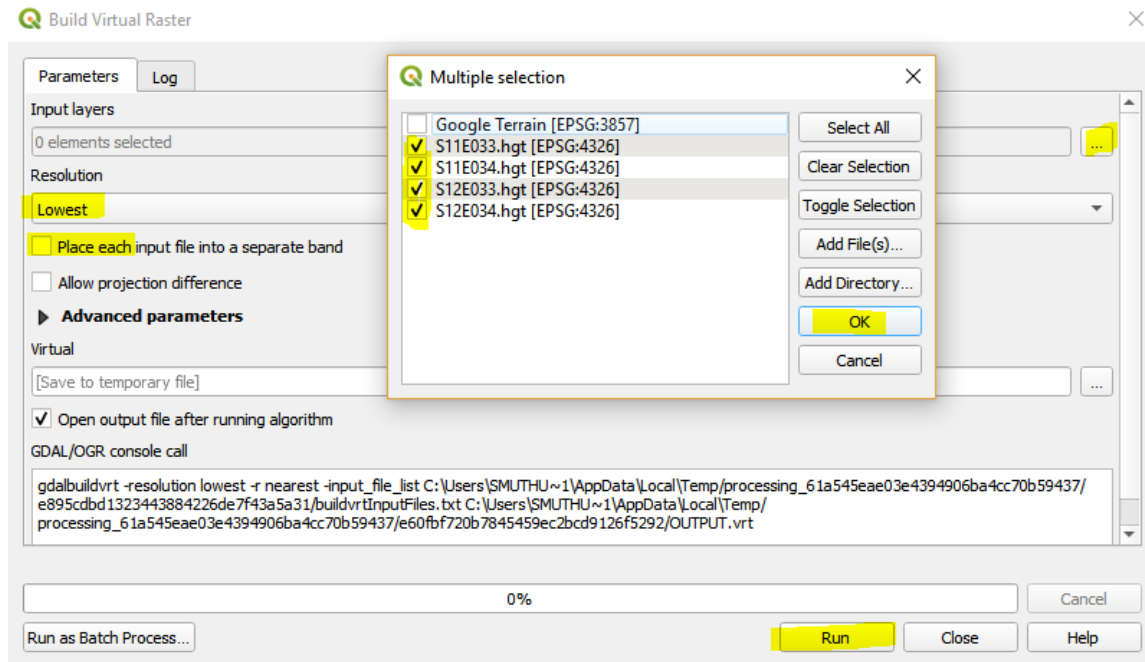 Build Virtual Raster
Parameters
Log
Input layers
0 elements selected
...
Resolution
Lowest
Place each input file into a separate band
Allow projection difference
Advanced parameters
Virtual
[Save to temporary file]
...
Open output file after running algorithm
GDAL/OGR console call
gdalbuildvrt -resolution lowest -r nearest -input_file_list C:\Users\SMUTHU~1\AppData\Local\Temp/processing_61a545eae03e4394906ba4cc70b59437/
e895cdbd1323443884226de7f43a5a31/buildvrtInputFiles.txt C:\Users\SMUTHU~1\AppData\Local\Temp/
processing_61a545eae03e4394906ba4cc70b59437/e60fbf720b7845459ec2bcd9126f5292/OUTPUT.vrt
0%
Cancel
Run as Batch Process...
Run
Close
Help
Multiple selection
Google Terrain [EPSG:3857]
S11E033.hgt [EPSG:4326]
S11E034.hgt [EPSG:4326]
S12E033.hgt [EPSG:4326]
S12E034.hgt [EPSG:4326]
Select All
Clear Selection
Toggle Selection
Add File(s)...
Add Directory...
OK
Cancel